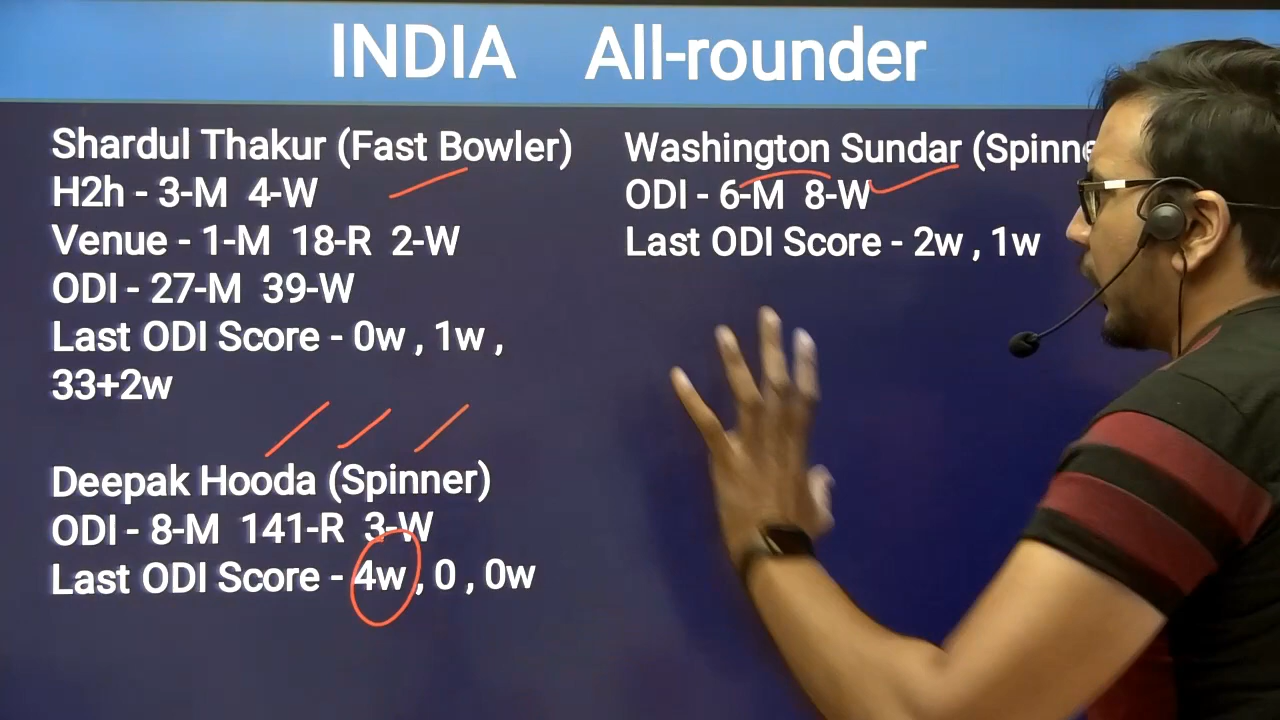 INDIA All-rounder
Shardul Thakur (Fast Bowler)
H2h - 3-M 4-W
Venue - 1-M 18-R 2-W
ODI - 27-M 39-W
Last ODI Score - 0w , 1w ,
33+2w
Deepak Hooda (Spinner)
ODI - 8-M 141-R 3-W
Last ODI Score - 4w , 0 , 0w
Washington Sundar
ODI - 6-M 8-W
Last ODI Score - 2w , 1w